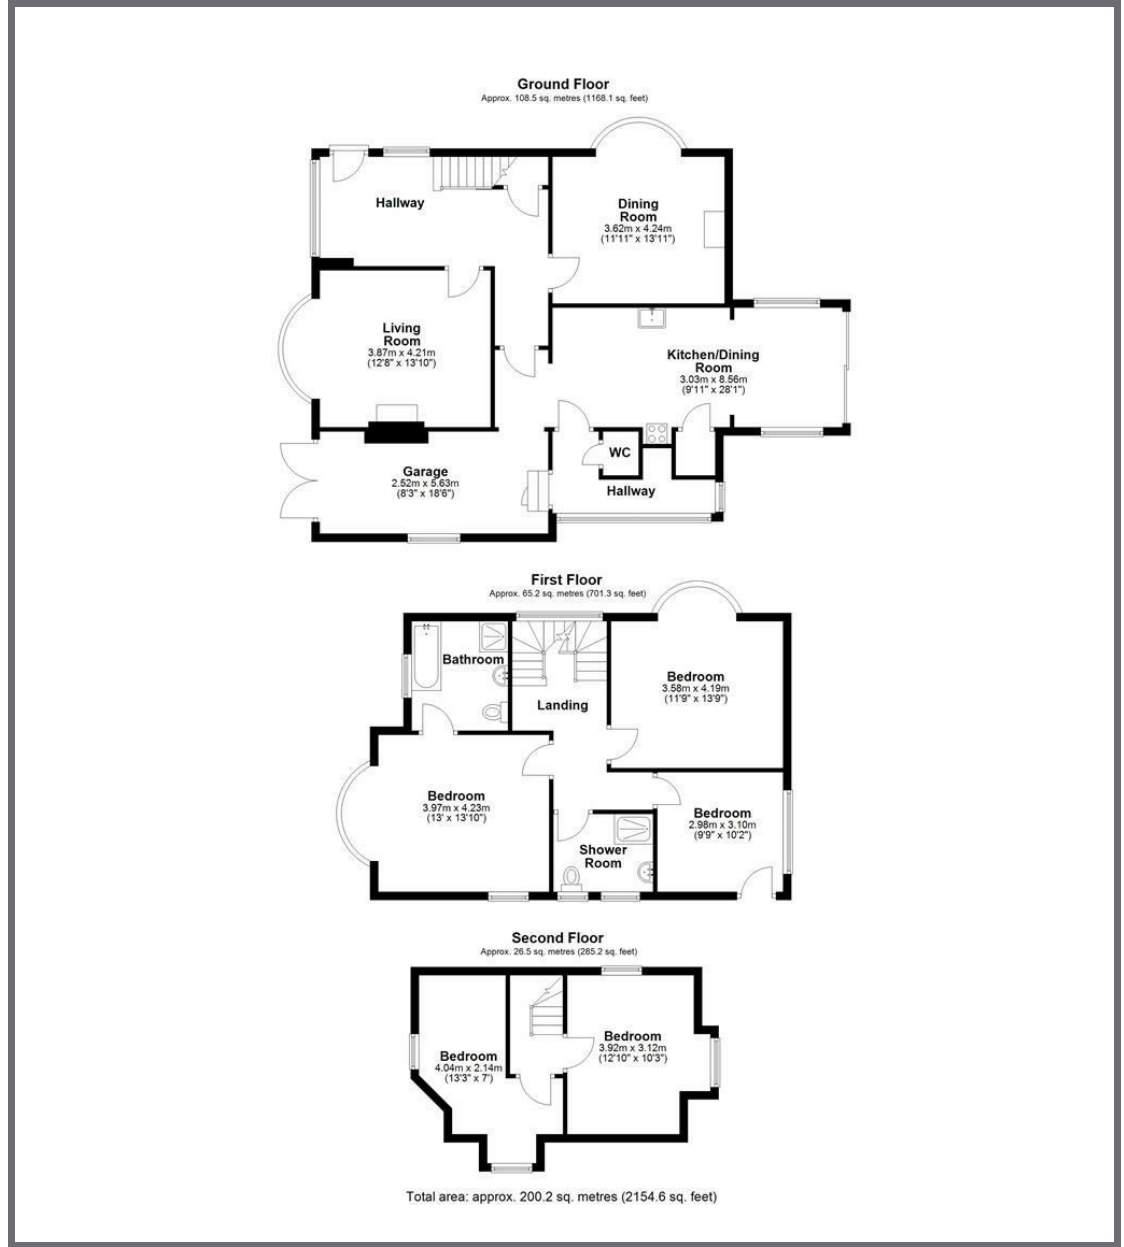 Ground Floor
Approx. 108.5 sq. metres (1168.1 sq. feet)
Hallway
Dining
Room
3.62m x 4.24m
(11'11" x 13'11")
Living
Room
3.87m x 4.21m
(12'8" x 13'10")
Kitchen/Dining
Room
3.03m x 8.56m
(9'11" x 28'1")
WC
Garage
2.52m x 5.63m
(8'3" x 18'6")
Hallway
First Floor
Approx. 65.2 sq. metres (701.3 sq. feet)
Bathroom
Bedroom
3.58m x 4.19m
(11'9" x 13'9")
Landing
Bedroom
3.97m x 4.23m
(13' x 13'10")
Bedroom
2.98m x 3.10m
(9'9" x 10'2")
Shower
Room
Second Floor
Approx. 26.5 sq. metres (285.2 sq. feet)
Bedroom
3.92m x 3.12m
(12'10" x 10'3")
Bedroom
4.04m x 2.14m
(13'3" x 7')
Total area: approx. 200.2 sq. metres (2154.6 sq. feet)